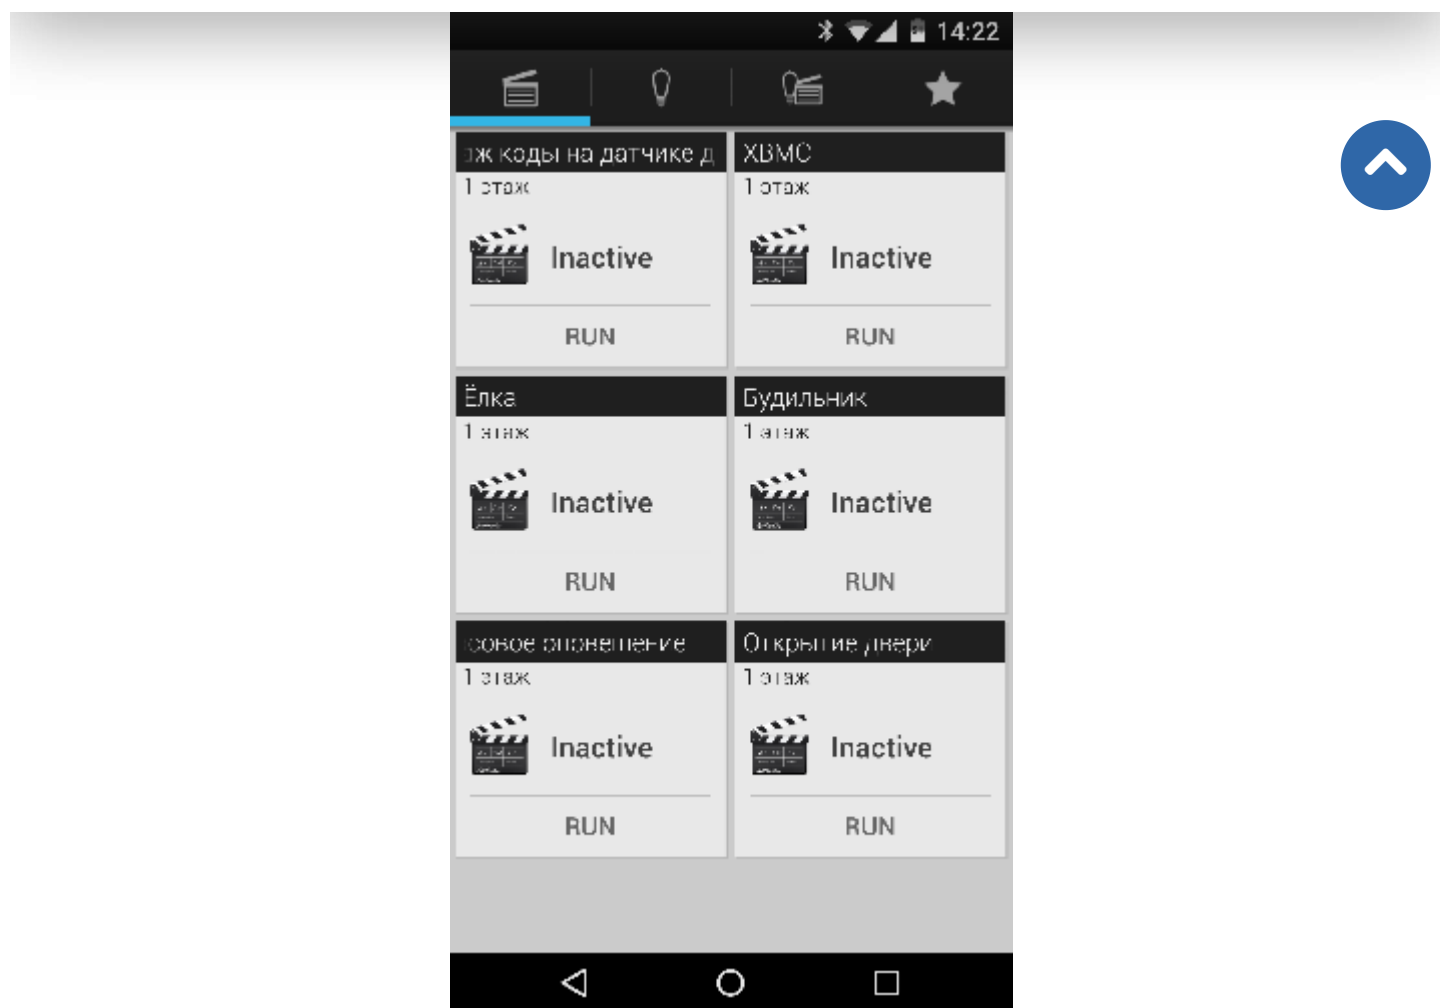 14:22
ж коды на датчике д
XBMC
1 этаж
1 этаж
Inactive
Inactive
RUN
RUN
Ёлка
Будильник
1 этаж
1 этаж
Inactive
Inactive
RUN
RUN
совое оповещение
Открытие двери
1 этаж
1 этаж
Inactive
Inactive
RUN
RUN